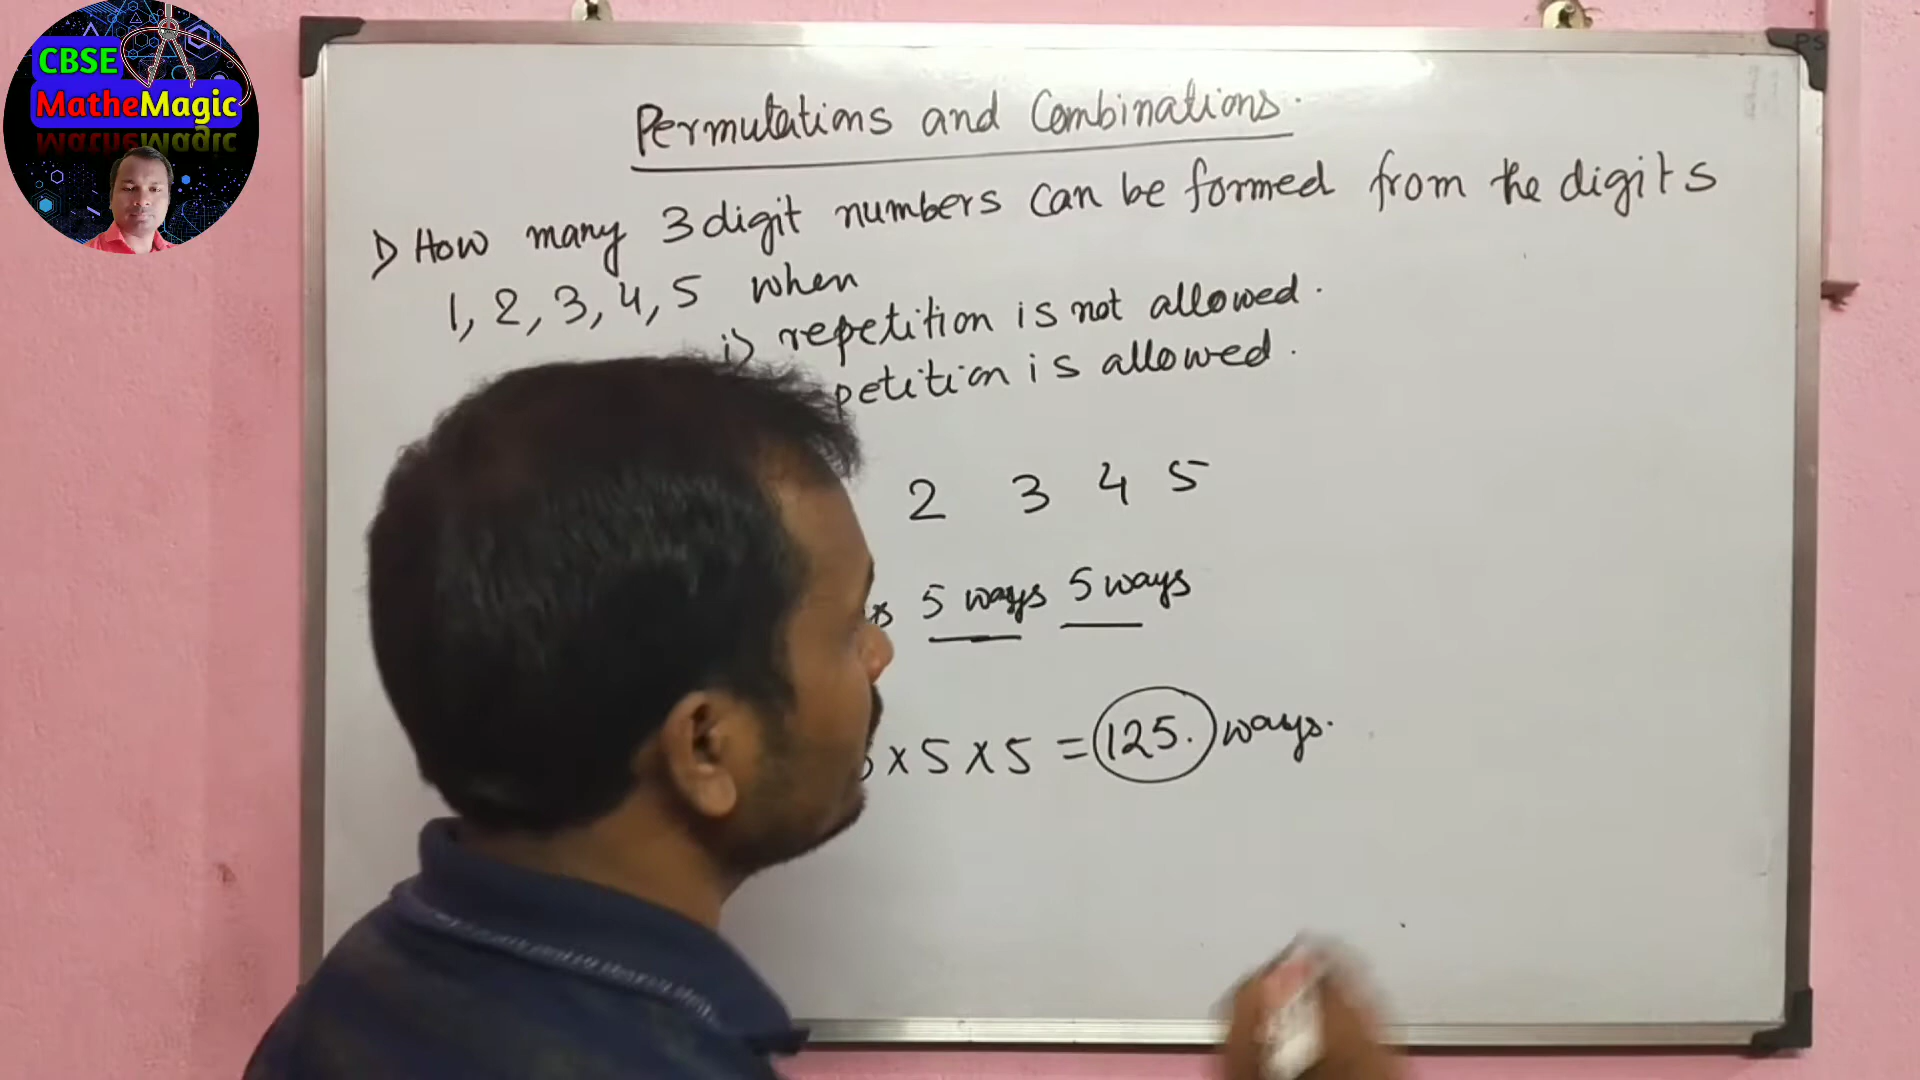 CBSE
MatheMagic
PS
Permutations and Combinations.
1) How many 3 digit numbers can be formed from the digits
1, 2, 3, 4, 5 when
i) repetition is not allowed.
petition is allowed.
2 3 4 5
5 ways 5 ways
x 5 x 5 = 125. ways.